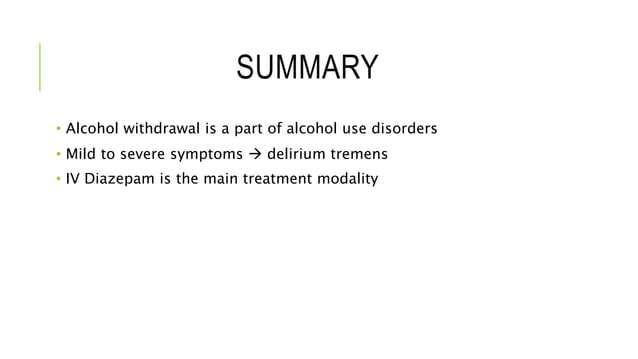 SUMMARY
• Alcohol withdrawal is a part of alcohol use disorders
• Mild to severe symptoms → delirium tremens
• IV Diazepam is the main treatment modality